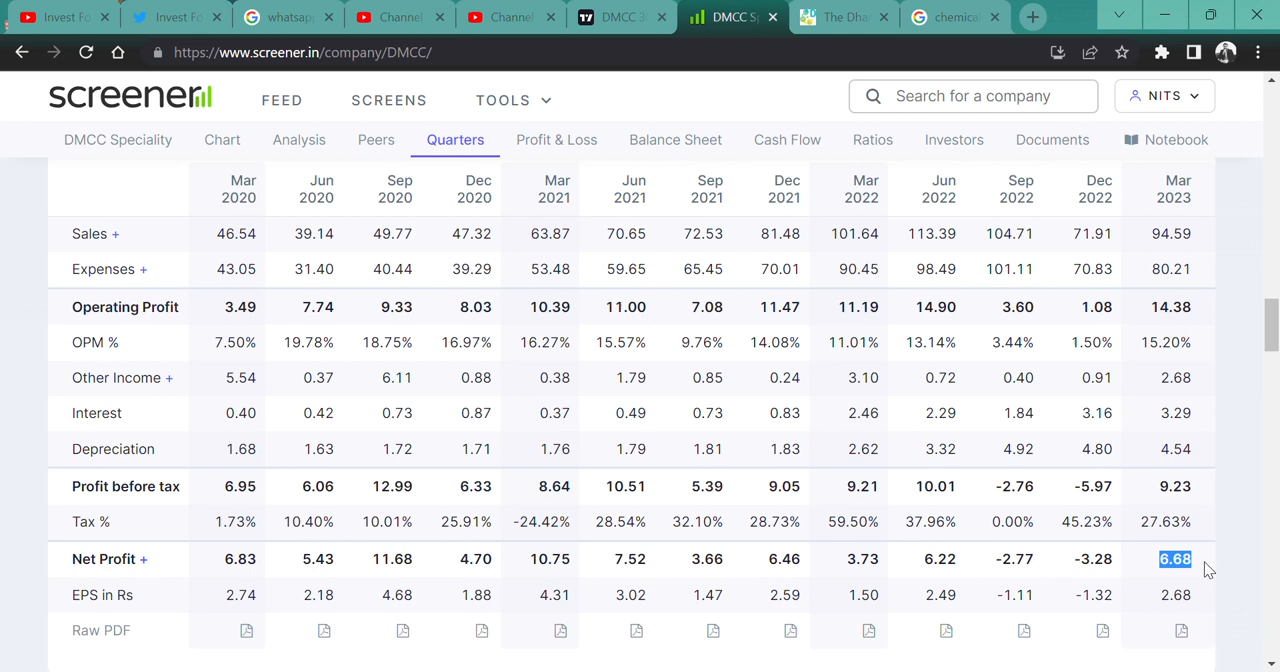 Invest Fo
Invest Fo
whatsap
Channel
Channel
DMCC 3
DMCC Sp
The Dha
chemica
https://www.screener.in/company/DMCC/
screener
FEED SCREENS TOOLS
Search for a company
NITS
DMCC Speciality Chart Analysis Peers Quarters Profit & Loss Balance Sheet Cash Flow Ratios Investors Documents Notebook
Mar 2020 Jun 2020 Sep 2020 Dec 2020 Mar 2021 Jun 2021 Sep 2021 Dec 2021 Mar 2022 Jun 2022 Sep 2022 Dec 2022 Mar 2023
Sales + 46.54 39.14 49.77 47.32 63.87 70.65 72.53 81.48 101.64 113.39 104.71 71.91 94.59
Expenses + 43.05 31.40 40.44 39.29 53.48 59.65 65.45 70.01 90.45 98.49 101.11 70.83 80.21
Operating Profit 3.49 7.74 9.33 8.03 10.39 11.00 7.08 11.47 11.19 14.90 3.60 1.08 14.38
OPM % 7.50% 19.78% 18.75% 16.97% 16.27% 15.57% 9.76% 14.08% 11.01% 13.14% 3.44% 1.50% 15.20%
Other Income + 5.54 0.37 6.11 0.88 0.38 1.79 0.85 0.24 3.10 0.72 0.40 0.91 2.68
Interest 0.40 0.42 0.73 0.87 0.37 0.49 0.73 0.83 2.46 2.29 1.84 3.16 3.29
Depreciation 1.68 1.63 1.72 1.71 1.76 1.79 1.81 1.83 2.62 3.32 4.92 4.80 4.54
Profit before tax 6.95 6.06 12.99 6.33 8.64 10.51 5.39 9.05 9.21 10.01 -2.76 -5.97 9.23
Tax % 1.73% 10.40% 10.01% 25.91% -24.42% 28.54% 32.10% 28.73% 59.50% 37.96% 0.00% 45.23% 27.63%
Net Profit + 6.83 5.43 11.68 4.70 10.75 7.52 3.66 6.46 3.73 6.22 -2.77 -3.28 6.68
EPS in Rs 2.74 2.18 4.68 1.88 4.31 3.02 1.47 2.59 1.50 2.49 -1.11 -1.32 2.68
Raw PDF